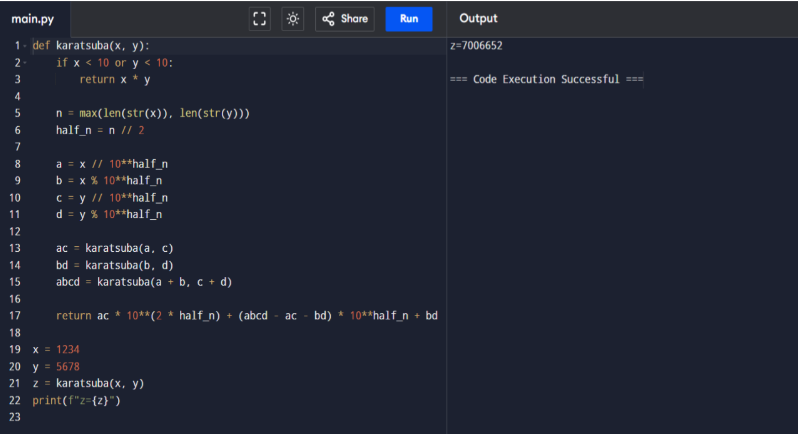 main.py
Share
Run
Output
1 def karatsuba(x, y):
2     if x < 10 or y < 10:
3         return x * y
4
5     n = max(len(str(x)), len(str(y)))
6     half_n = n // 2
7
8     a = x // 10**half_n
9     b = x % 10**half_n
10     c = y // 10**half_n
11     d = y % 10**half_n
12
13     ac = karatsuba(a, c)
14     bd = karatsuba(b, d)
15     abcd = karatsuba(a + b, c + d)
16
17     return ac * 10**(2 * half_n) + (abcd - ac - bd) * 10**half_n + bd
18
19 x = 1234
20 y = 5678
21 z = karatsuba(x, y)
22 print(f"z={z}")
23
z=7006652
=== Code Execution Successful ===